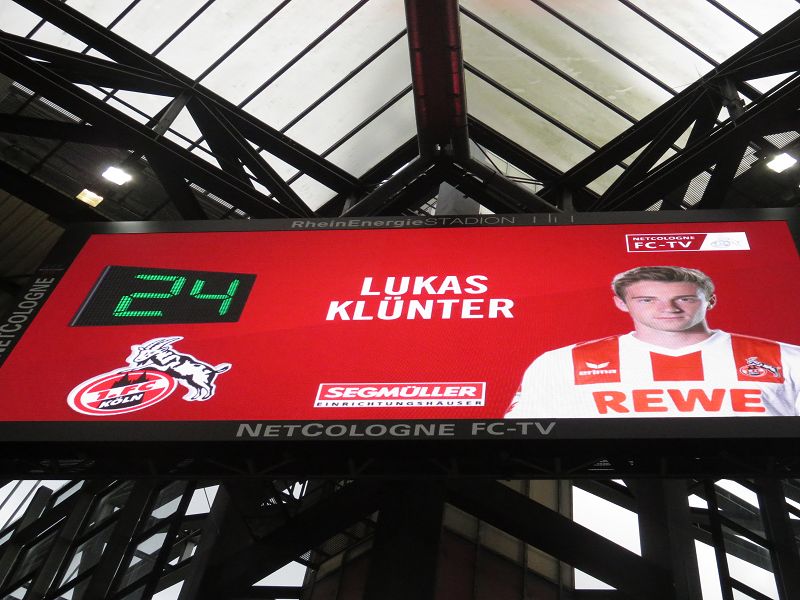 RheinEnergieSTADION
NETCOLOGNE
FC-TV
24
LUKAS
KLÜNTER
NETCOLOGNE
erima
REWE
1.FC
KÖLN
SEGMÜLLER
EINRICHTUNGSHÄUSER
NETCOLOGNE FC-TV